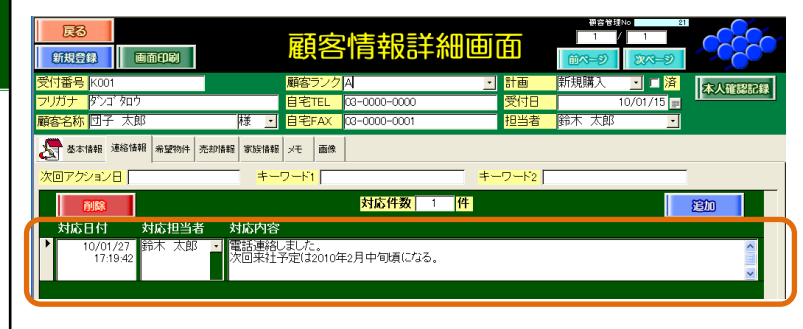 戻る
新規登録
画面印刷
顧客情報詳細画面
顧客管理No 21
1 / 1
前ページ
次ページ
受付番号 K001
顧客ランク A
計画 新規購入
済
本人確認記録
フリガナ ダンゴ タロウ
自宅TEL 03-0000-0000
受付日 10/01/15
顧客名称 団子 太郎 様
自宅FAX 03-0000-0001
担当者 鈴木 太郎
基本情報 連絡情報 希望物件 売却情報 家族情報 メモ 画像
次回アクション日
キーワード1
キーワード2
削除
対応件数 1 件
追加
対応日付 対応担当者 対応内容
10/01/27 鈴木 太郎 電話連絡しました。
17:19:42 次回来社予定は2010年2月中旬頃になる。